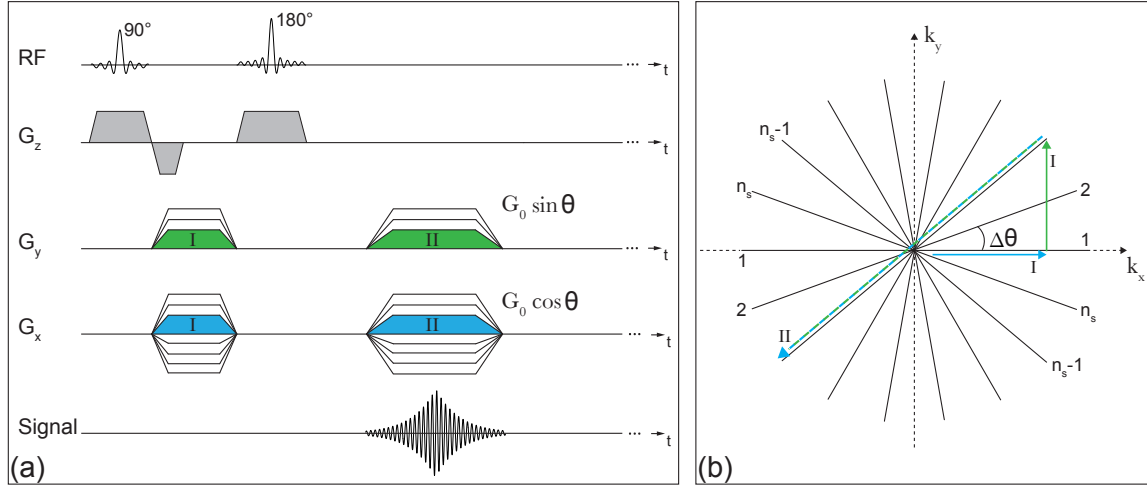 RF
90°
180°
... t
G_z
... t
G_y
I
II
G_0 sin θ
... t
G_x
I
II
G_0 cos θ
... t
Signal
... t
(a)
k_y
n_s-1
n_s
I
2
Δθ
1
1
I
k_x
2
n_s
II
n_s-1
(b)